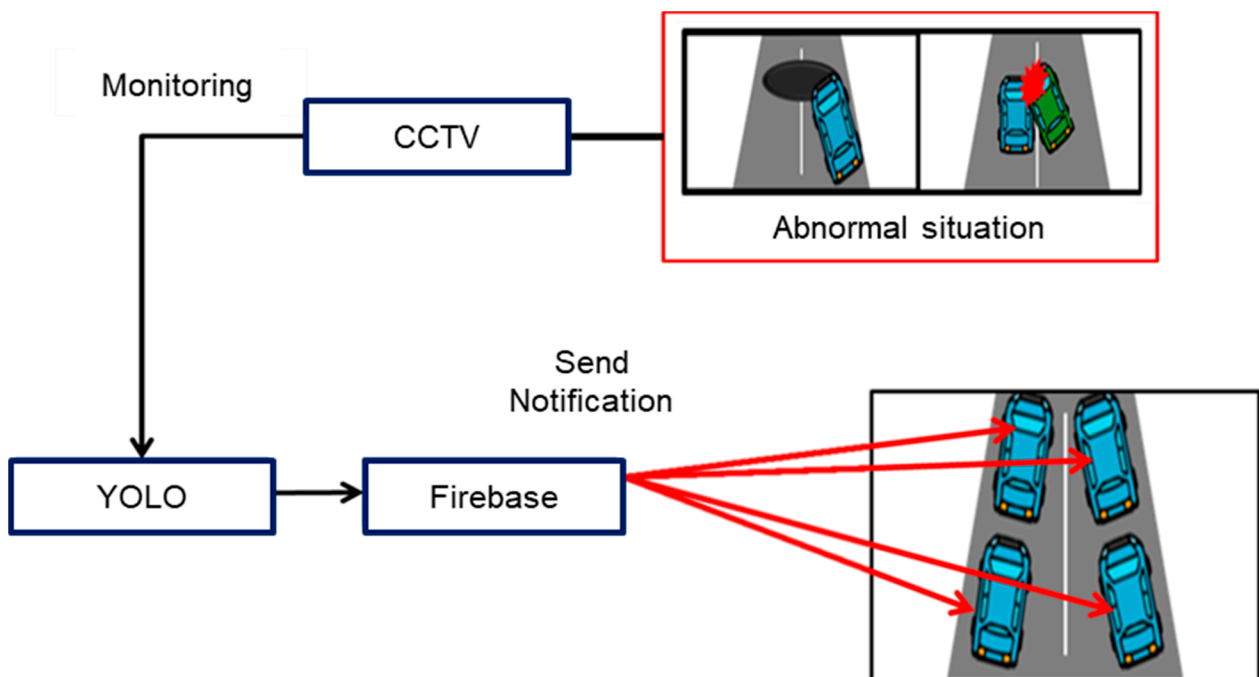 Monitoring
CCTV
Abnormal situation
Send
Notification
YOLO
Firebase